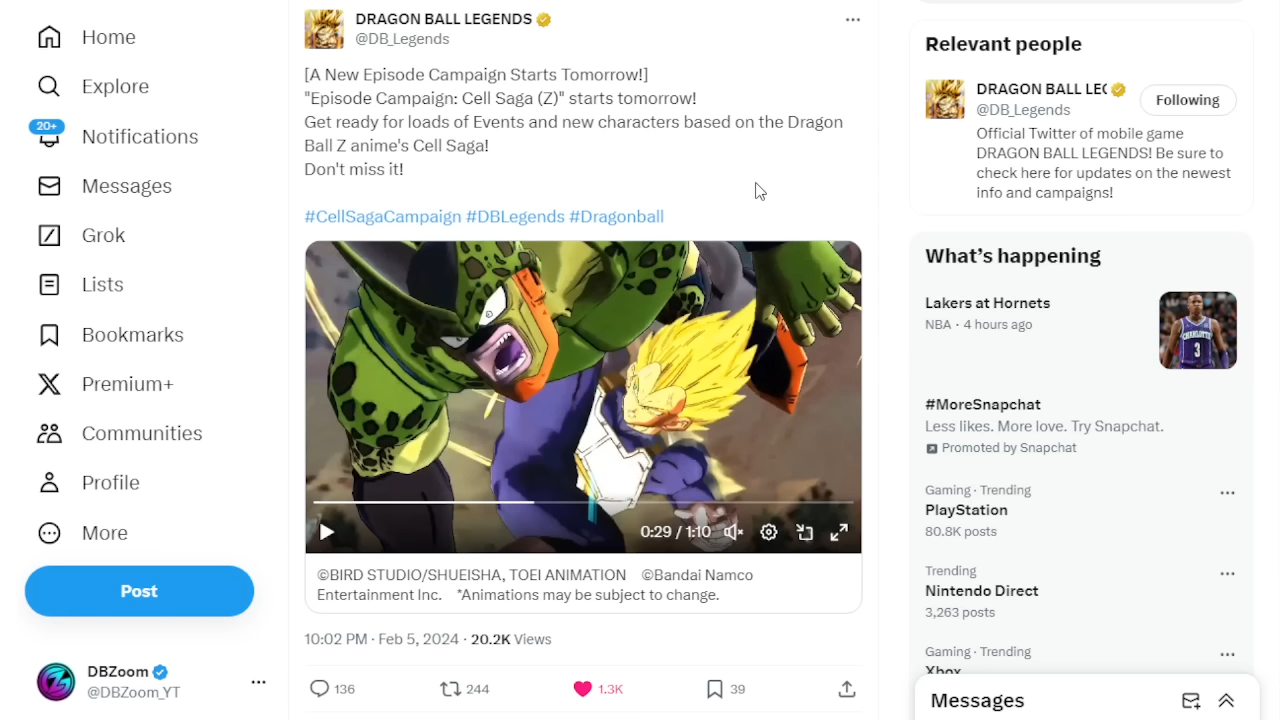 Home
Explore
20+
Notifications
Messages
Grok
Lists
Bookmarks
Premium+
Communities
Profile
More
Post
DBZoom
@DBZoom_YT
DRAGON BALL LEGENDS
@DB_Legends
[A New Episode Campaign Starts Tomorrow!]
"Episode Campaign: Cell Saga (Z)" starts tomorrow!
Get ready for loads of Events and new characters based on the Dragon
Ball Z anime's Cell Saga!
Don't miss it!
#CellSagaCampaign #DBLegends #Dragonball
0:29 / 1:10
©BIRD STUDIO/SHUEISHA, TOEI ANIMATION ©Bandai Namco
Entertainment Inc. *Animations may be subject to change.
10:02 PM · Feb 5, 2024 · 20.2K Views
136 244 1.3K 39
Relevant people
DRAGON BALL LEG
@DB_Legends
Following
Official Twitter of mobile game
DRAGON BALL LEGENDS! Be sure to
check here for updates on the newest
info and campaigns!
What's happening
Lakers at Hornets
NBA · 4 hours ago
CHARLOTTE
3
#MoreSnapchat
Less likes. More love. Try Snapchat.
Promoted by Snapchat
Gaming · Trending
PlayStation
80.8K posts
Trending
Nintendo Direct
3,263 posts
Gaming · Trending
Xbox
Messages